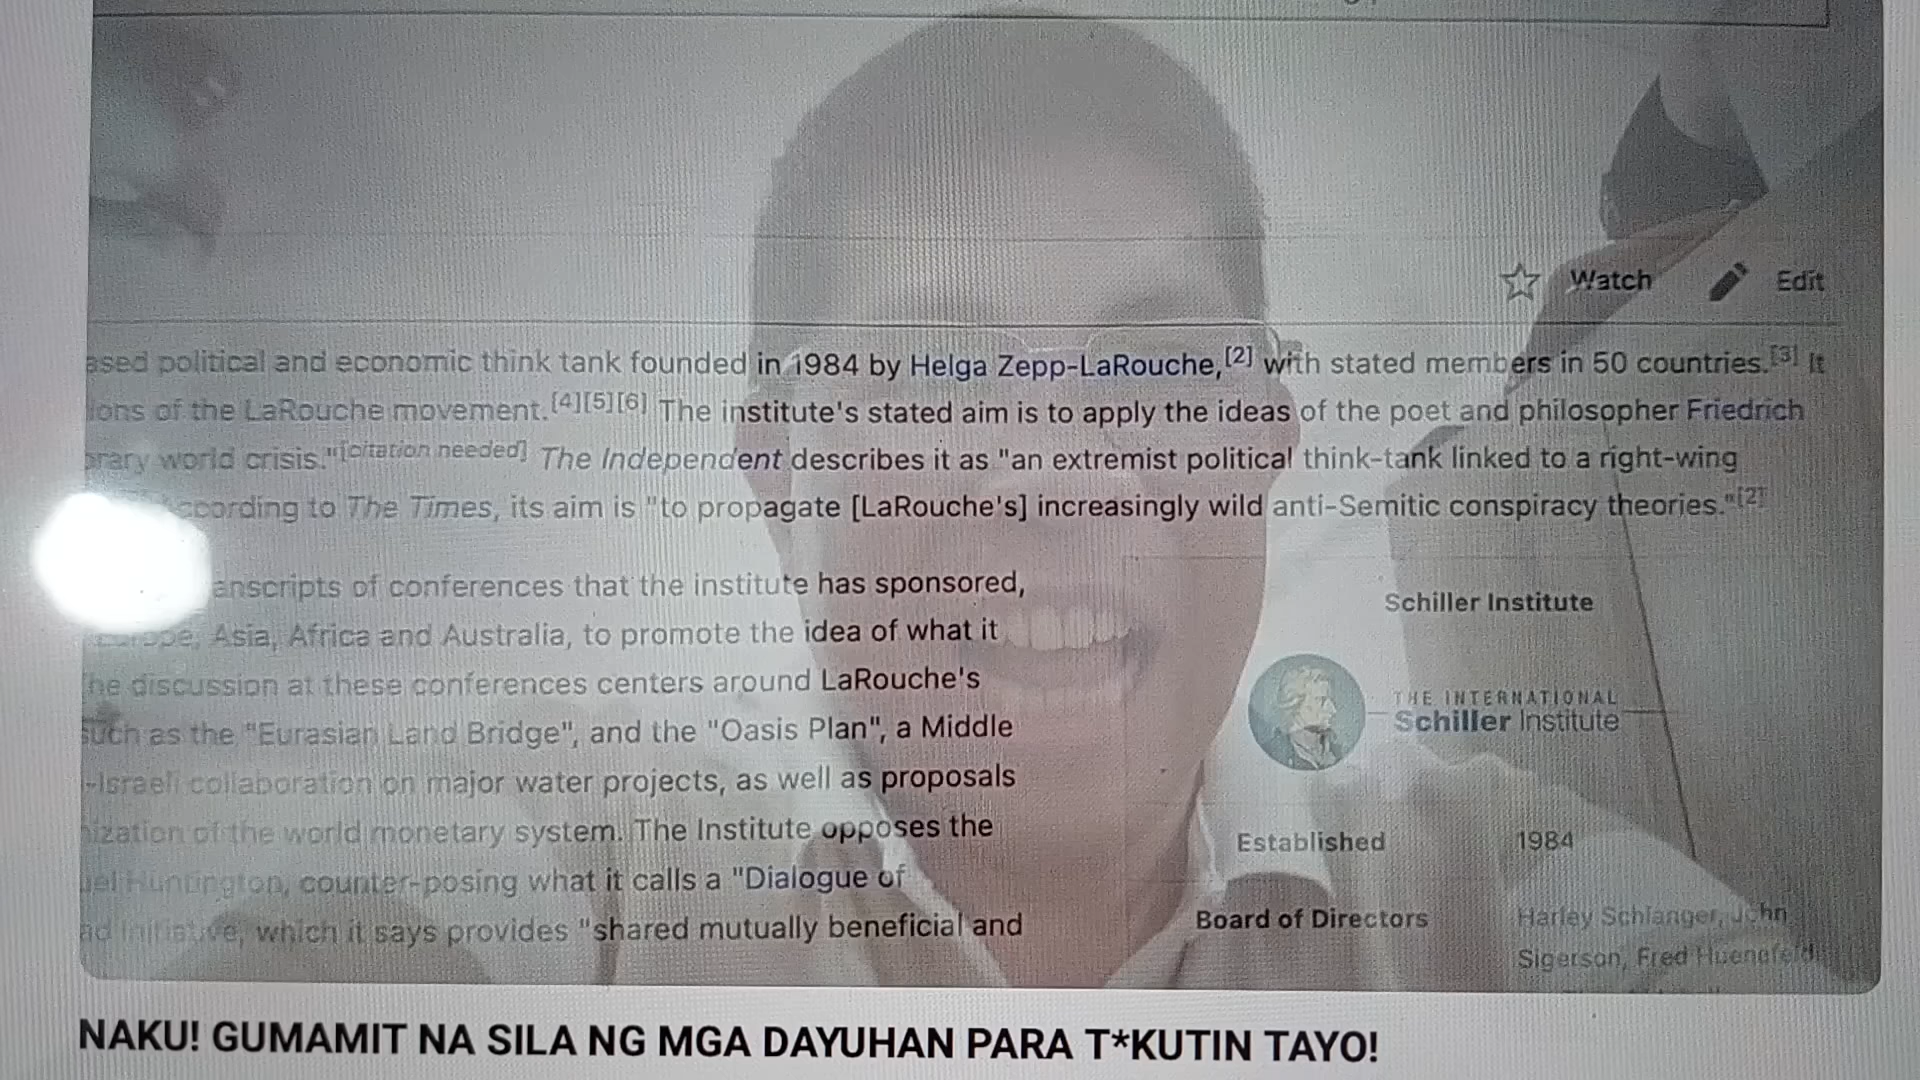 Watch Edit
ased political and economic think tank founded in 1984 by Helga Zepp-LaRouche,[2] with stated members in 50 countries.[3] It
ions of the LaRouche movement.[4][5][6] The institute's stated aim is to apply the ideas of the poet and philosopher Friedrich
orary world crisis."[citation needed] The Independent describes it as "an extremist political think-tank linked to a right-wing
ccording to The Times, its aim is "to propagate [LaRouche's] increasingly wild anti-Semitic conspiracy theories."[2]
anscripts of conferences that the institute has sponsored,
Europe, Asia, Africa and Australia, to promote the idea of what it
he discussion at these conferences centers around LaRouche's
such as the "Eurasian Land Bridge", and the "Oasis Plan", a Middle
-Israeli collaboration on major water projects, as well as proposals
nization of the world monetary system. The Institute opposes the
uel Huntington, counter-posing what it calls a "Dialogue of
ad Initiative, which it says provides "shared mutually beneficial and
Schiller Institute
THE INTERNATIONAL
Schiller Institute
Established 1984
Board of Directors Harley Schlanger, John
Sigerson, Fred Huenefeld
NAKU! GUMAMIT NA SILA NG MGA DAYUHAN PARA T*KUTIN TAYO!